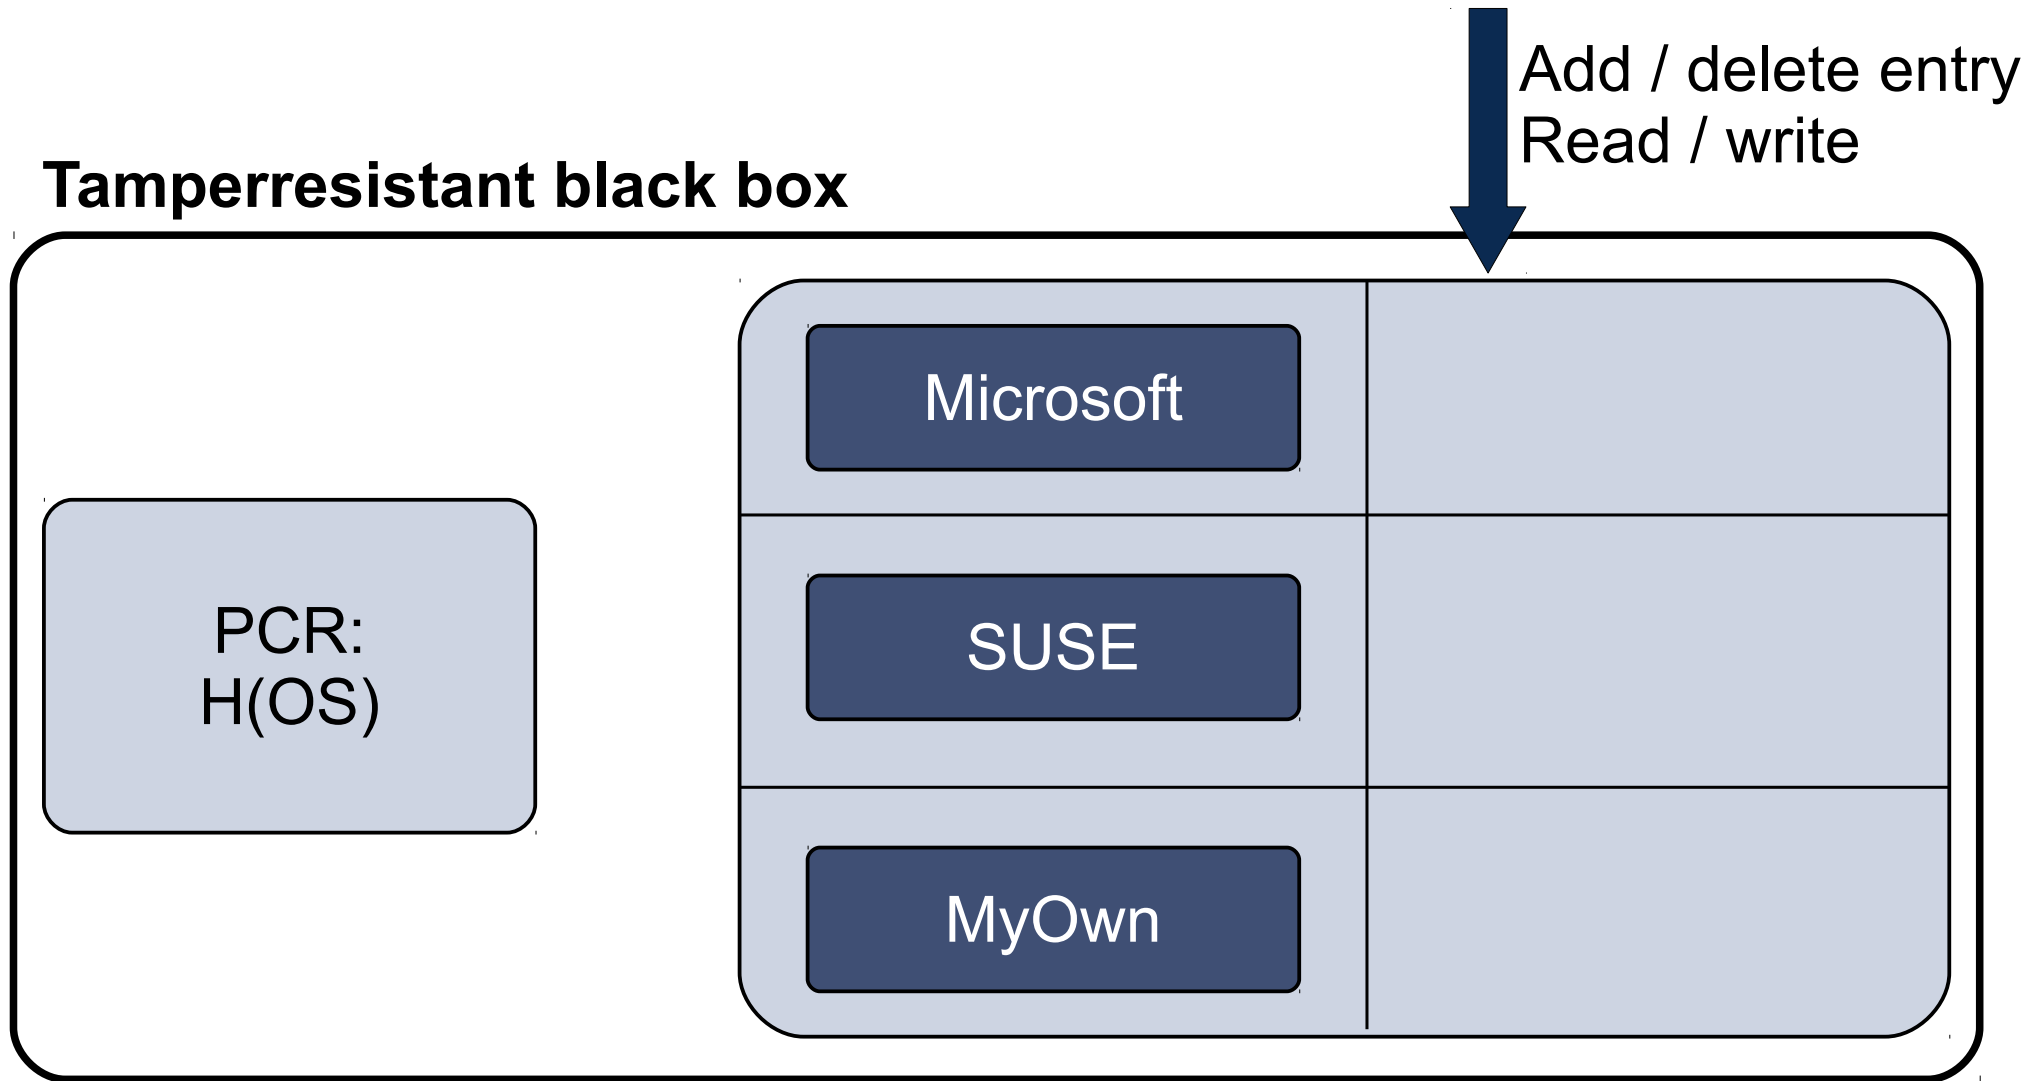 Add / delete entry
Read / write
Tamperresistant black box
Microsoft
PCR:
H(OS)
SUSE
MyOwn